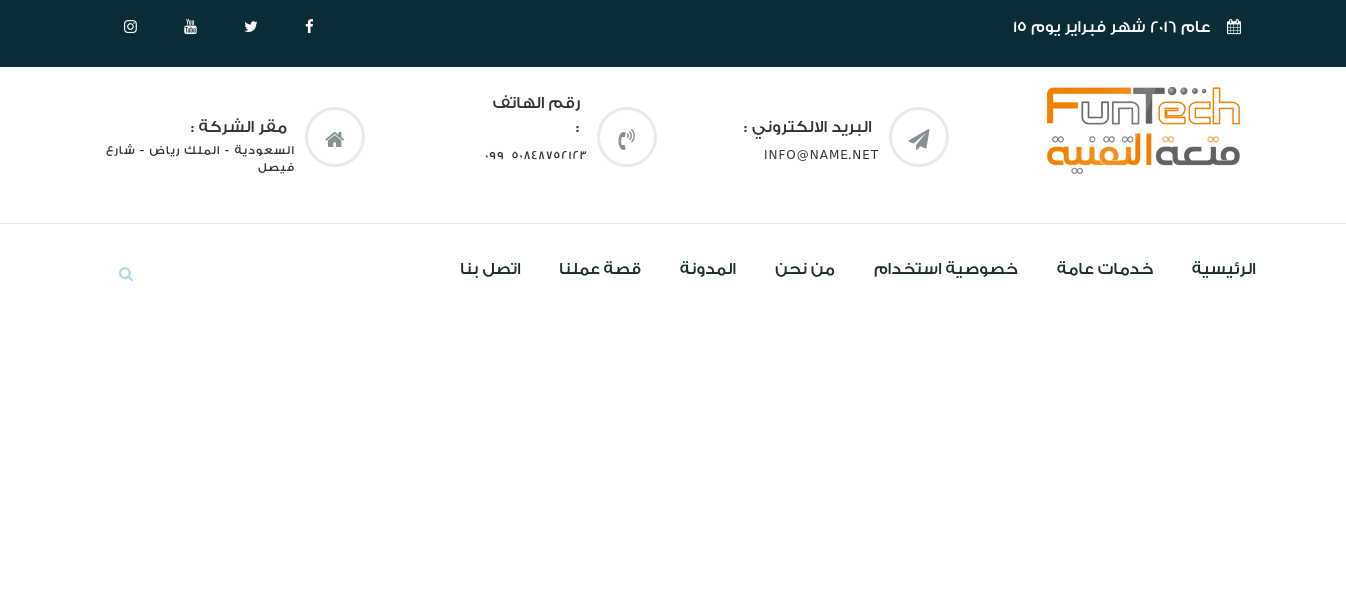 عام ٢٠١٦ شهر فبراير يوم ١٥
FunTech
متعة التقنية
البريد الالكتروني :
INFO@NAME.NET
رقم الهاتف
:
٥٠٨٤٨٧٥٢١٢٣ ٠٩٩
مقر الشركة :
السعودية - الملك رياض - شارع
فيصل
الرئيسية
خدمات عامة
خصوصية استخدام
من نحن
المدونة
قصة عملنا
اتصل بنا